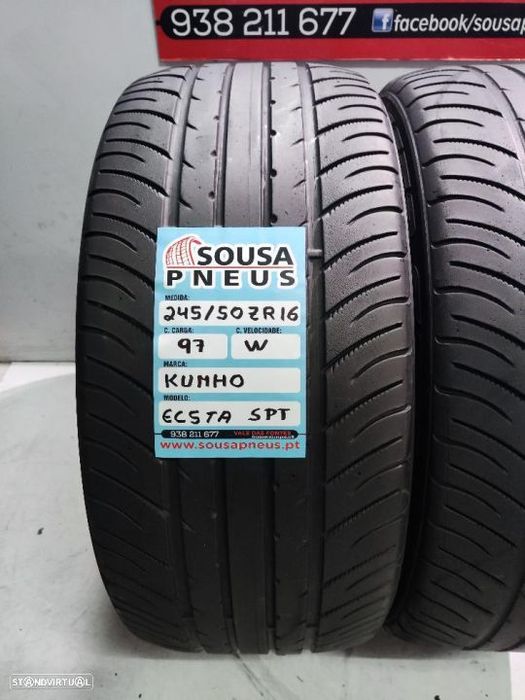 938 211 677 facebook/sousap
SOUSA
PNEUS
MEDIDA:
245/50ZR16
C. CARGA: C. VELOCIDADE:
97 W
MARCA:
KUMHO
MODELO:
ECSTA SPT
938 211 677 VALE DAS FONTES
www.sousapneus.pt
STANDVIRTUAL